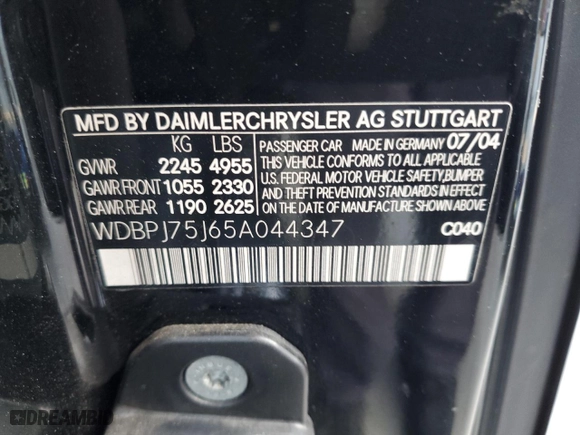 MFD BY DAIMLERCHRYSLER AG STUTTGART
KG LBS
GVWR 2245 4955
GAWR FRONT 1055 2330
GAWR REAR 1190 2625
PASSENGER CAR MADE IN GERMANY 07/04
THIS VEHICLE CONFORMS TO ALL APPLICABLE
U.S. FEDERAL MOTOR VEHICLE SAFETY, BUMPER
AND THEFT PREVENTION STANDARDS IN EFFECT
ON THE DATE OF MANUFACTURE SHOWN ABOVE.
WDBPJ75J65A044347 C040
DREAMBID